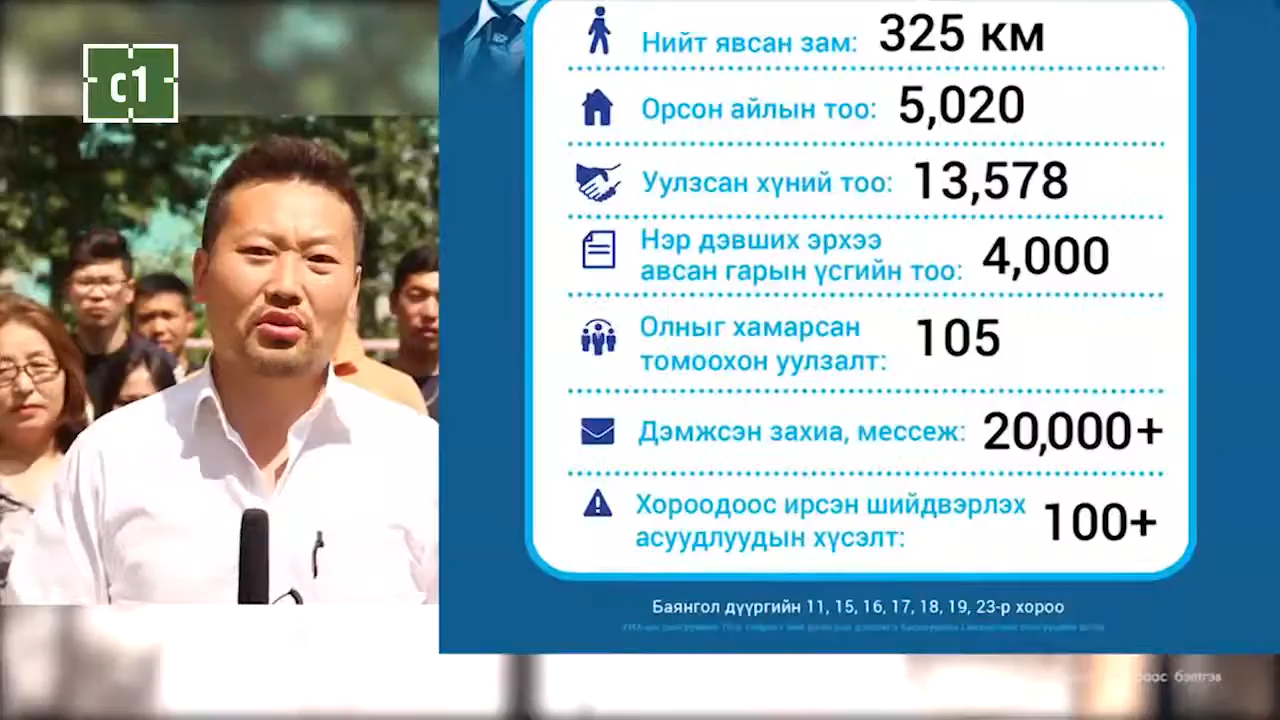 c1
Нийт явсан зам: 325 км
Орсон айлын тоо: 5,020
Уулзсан хүний тоо: 13,578
Нэр дэвших эрхээ
авсан гарын үсгийн тоо: 4,000
Олныг хамарсан
томоохон уулзалт: 105
Дэмжсэн захиа, мессеж: 20,000+
Хороодоос ирсэн шийдвэрлэх
асуудлуудын хүсэлт: 100+
Баянгол дүүргийн 11, 15, 16, 17, 18, 19, 23-р хороо
бэлтгэв